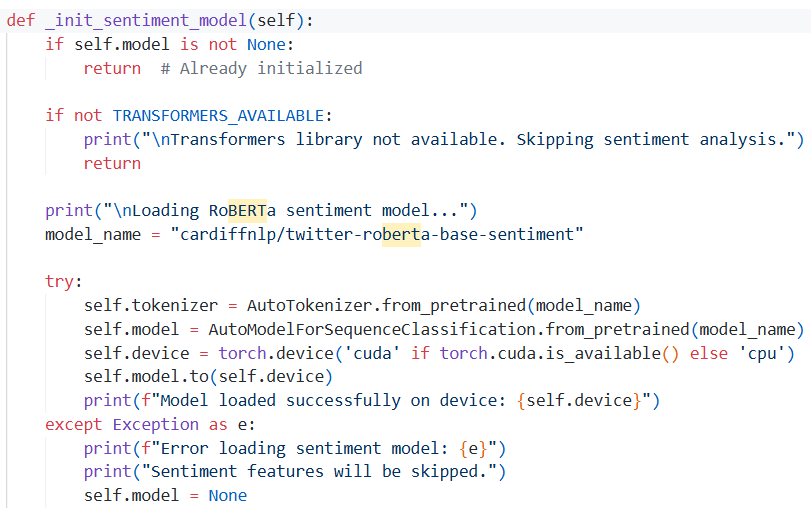 def _init_sentiment_model(self):
    if self.model is not None:
        return  # Already initialized

    if not TRANSFORMERS_AVAILABLE:
        print("\nTransformers library not available. Skipping sentiment analysis.")
        return

    print("\nLoading RoBERTa sentiment model...")
    model_name = "cardiffnlp/twitter-roberta-base-sentiment"

    try:
        self.tokenizer = AutoTokenizer.from_pretrained(model_name)
        self.model = AutoModelForSequenceClassification.from_pretrained(model_name)
        self.device = torch.device('cuda' if torch.cuda.is_available() else 'cpu')
        self.model.to(self.device)
        print(f"Model loaded successfully on device: {self.device}")
    except Exception as e:
        print(f"Error loading sentiment model: {e}")
        print("Sentiment features will be skipped.")
        self.model = None